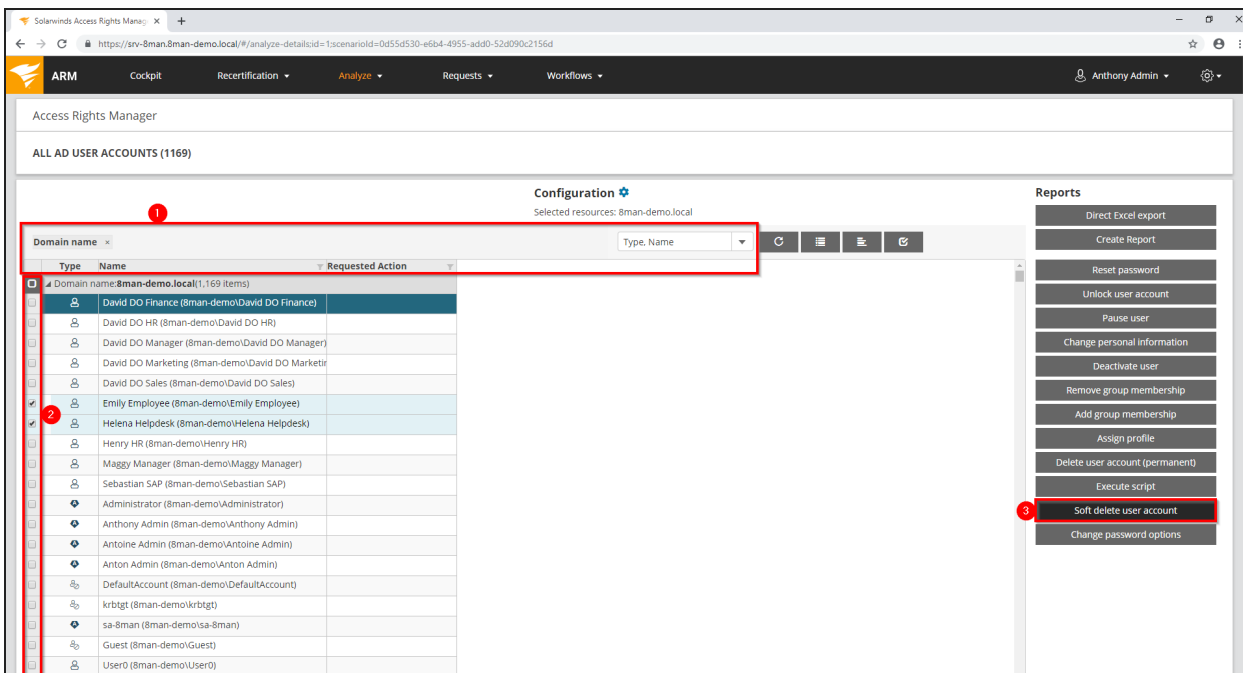 Solarwinds Access Rights Manag
https://srv-8man.8man-demo.local/#/analyze-details;id=1;scenarioId=0d55d530-e6b4-4955-add0-52d090c2156d
ARM Cockpit Recertification Analyze Requests Workflows Anthony Admin
Access Rights Manager
ALL AD USER ACCOUNTS (1169)
Configuration
Selected resources: 8man-demo.local
1
Domain name × Type, Name
Type Name Requested Action
Domain name:8man-demo.local(1,169 items)
David DO Finance (8man-demo\David DO Finance)
David DO HR (8man-demo\David DO HR)
David DO Manager (8man-demo\David DO Manager)
David DO Marketing (8man-demo\David DO Marketin
David DO Sales (8man-demo\David DO Sales)
Emily Employee (8man-demo\Emily Employee)
2
Helena Helpdesk (8man-demo\Helena Helpdesk)
Henry HR (8man-demo\Henry HR)
Maggy Manager (8man-demo\Maggy Manager)
Sebastian SAP (8man-demo\Sebastian SAP)
Administrator (8man-demo\Administrator)
Anthony Admin (8man-demo\Anthony Admin)
Antoine Admin (8man-demo\Antoine Admin)
Anton Admin (8man-demo\Anton Admin)
DefaultAccount (8man-demo\DefaultAccount)
krbtgt (8man-demo\krbtgt)
sa-8man (8man-demo\sa-8man)
Guest (8man-demo\Guest)
User0 (8man-demo\User0)
Reports
Direct Excel export
Create Report
Reset password
Unlock user account
Pause user
Change personal information
Deactivate user
Remove group membership
Add group membership
Assign profile
Delete user account (permanent)
Execute script
3 Soft delete user account
Change password options